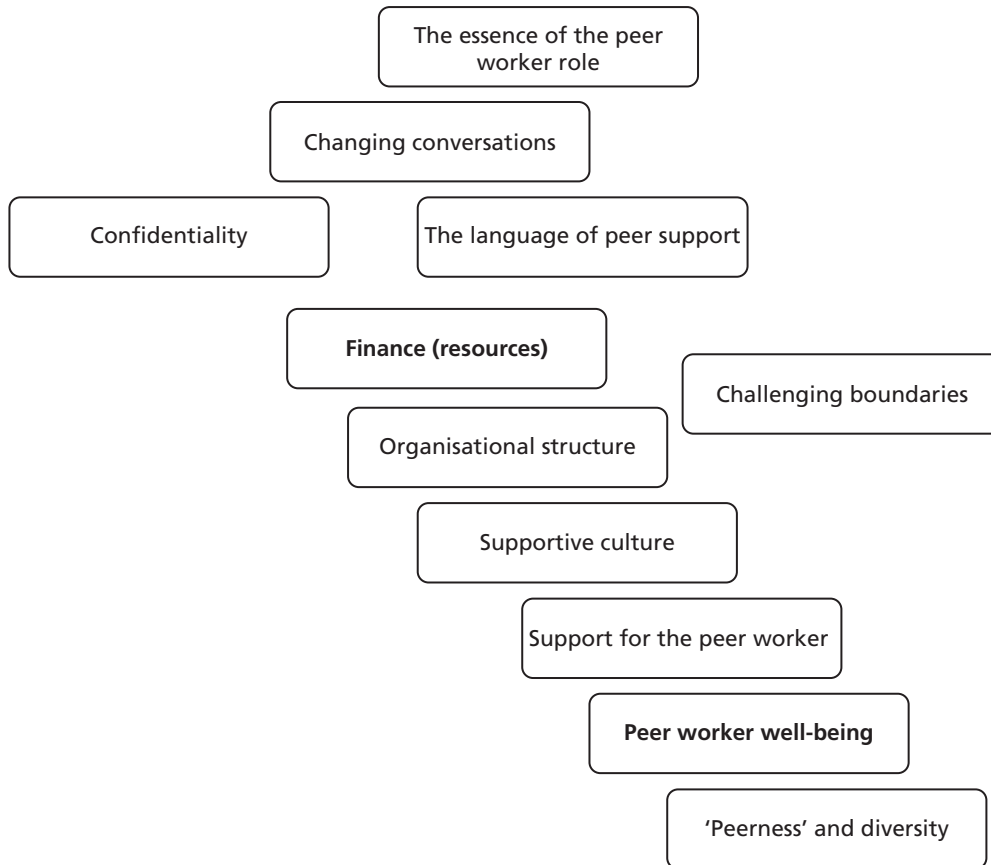 The essence of the peer
worker role
Changing conversations
Confidentiality
The language of peer support
Finance (resources)
Challenging boundaries
Organisational structure
Supportive culture
Support for the peer worker
Peer worker well-being
‘Peerness’ and diversity